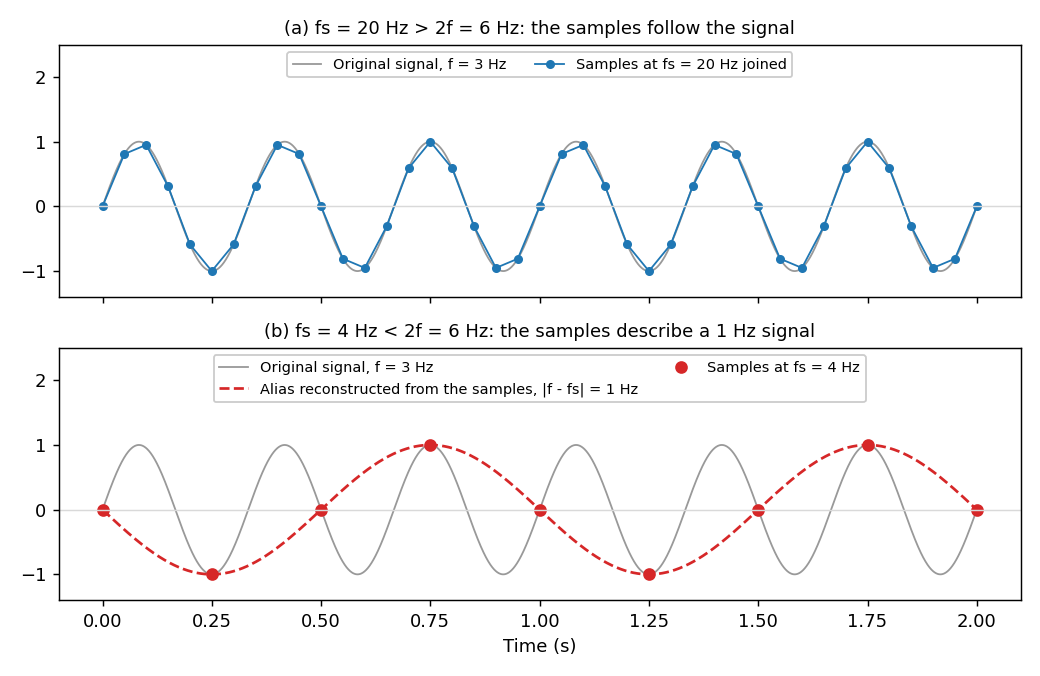 (a) fs = 20 Hz > 2f = 6 Hz: the samples follow the signal
Original signal, f = 3 Hz
Samples at fs = 20 Hz joined
2
1
0
−1
(b) fs = 4 Hz < 2f = 6 Hz: the samples describe a 1 Hz signal
Original signal, f = 3 Hz
Samples at fs = 4 Hz
Alias reconstructed from the samples, |f - fs| = 1 Hz
2
1
0
−1
0.00 0.25 0.50 0.75 1.00 1.25 1.50 1.75 2.00
Time (s)